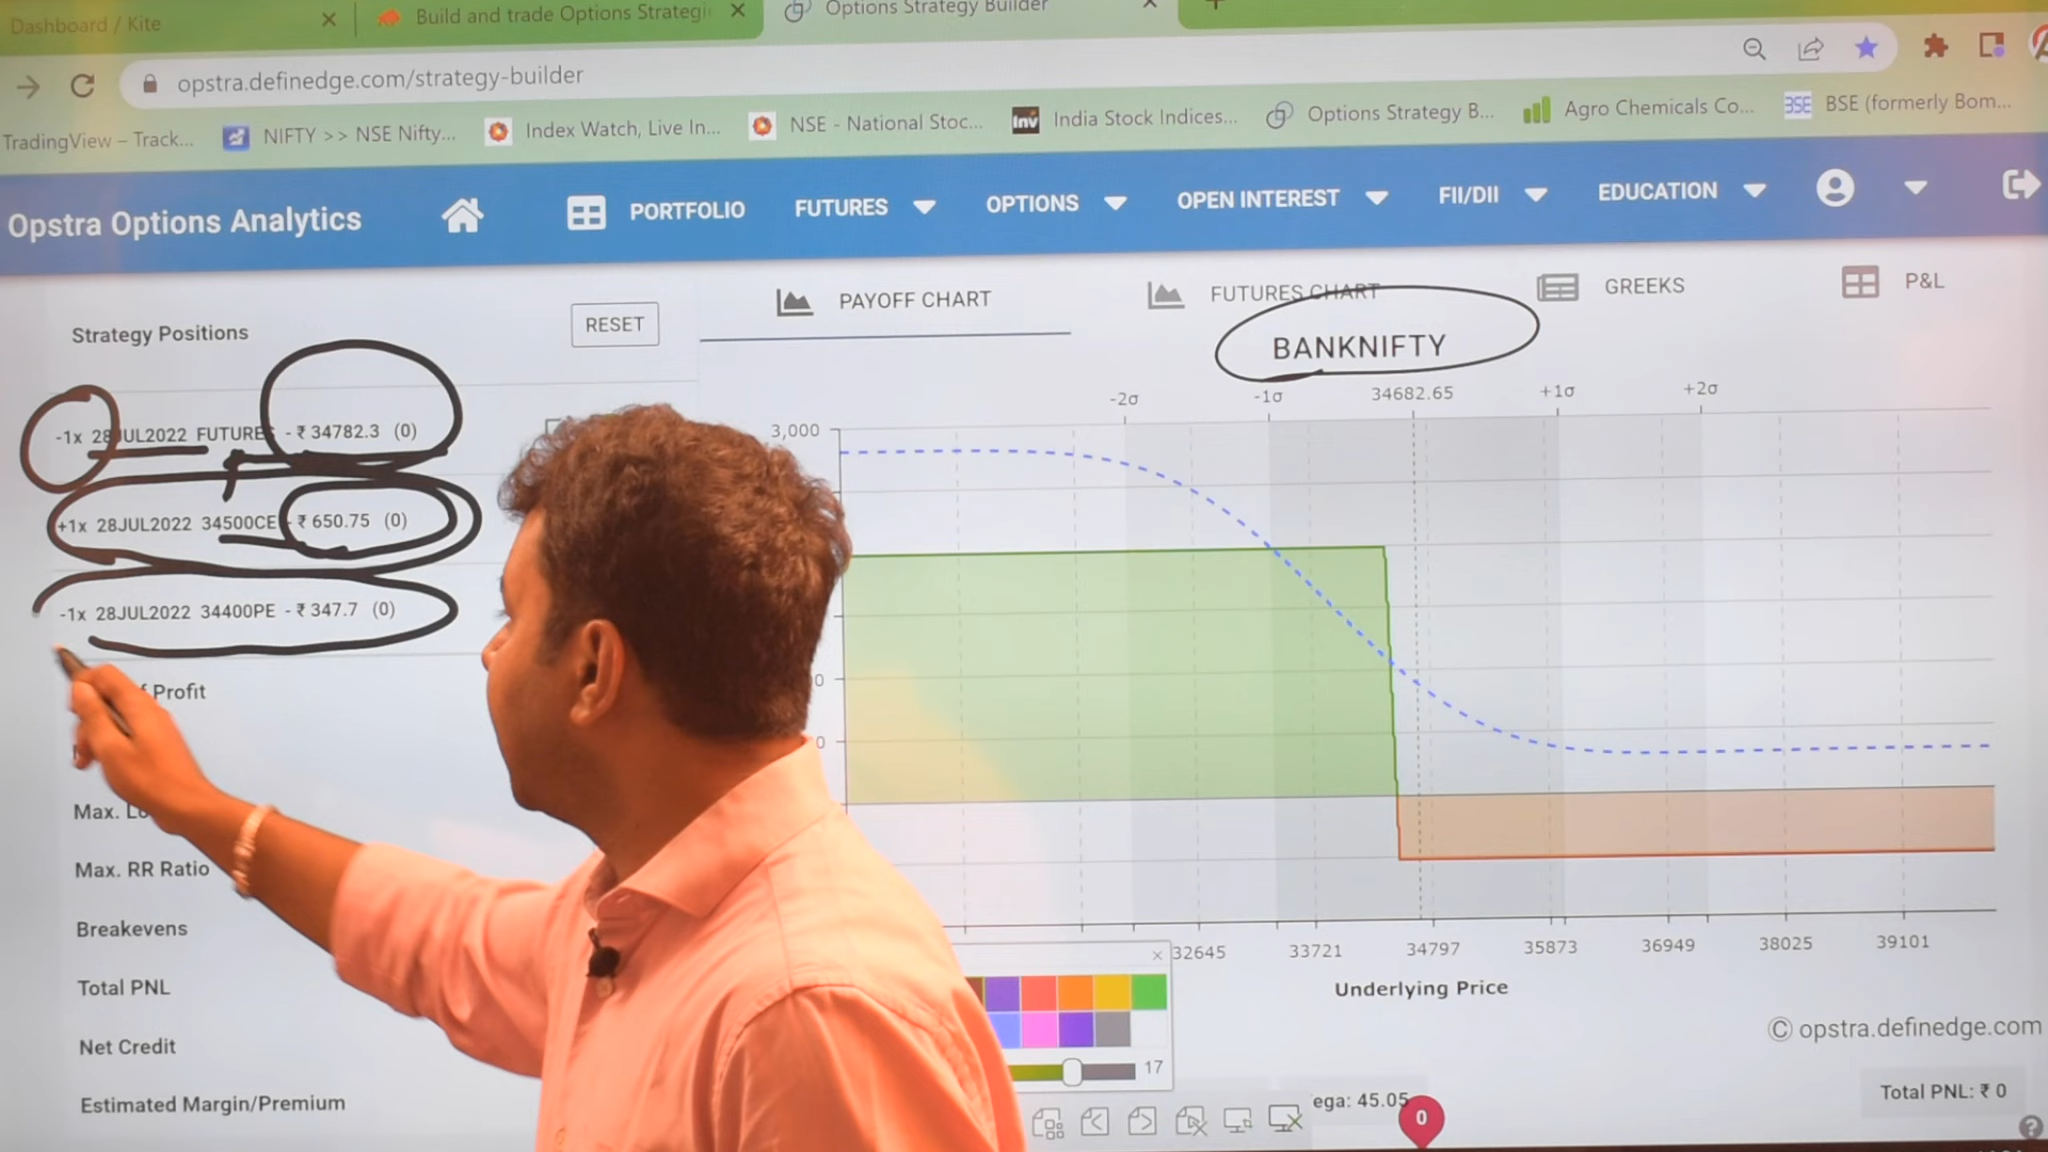 Dashboard / Kite
Build and trade Options Strategi
Options Strategy Builder
opstra.definedge.com/strategy-builder
TradingView – Track...
NIFTY >> NSE Nifty...
Index Watch, Live In...
NSE - National Stoc...
Inv
India Stock Indices...
Options Strategy B...
Agro Chemicals Co...
BSE
BSE (formerly Bom...
Opstra Options Analytics
PORTFOLIO
FUTURES
OPTIONS
OPEN INTEREST
FII/DII
EDUCATION
Strategy Positions
RESET
PAYOFF CHART
FUTURES CHART
GREEKS
P&L
BANKNIFTY
-2σ
-1σ
34682.65
+1σ
+2σ
-1x 28JUL2022 FUTURES - ₹ 34782.3 (0)
+1x 28JUL2022 34500CE - ₹ 650.75 (0)
-1x 28JUL2022 34400PE - ₹ 347.7 (0)
3,000
Profit
Max.
Max. RR Ratio
Breakevens
Total PNL
Net Credit
Estimated Margin/Premium
32645
33721
34797
35873
36949
38025
39101
Underlying Price
© opstra.definedge.com
17
ega: 45.05
0
Total PNL: ₹ 0